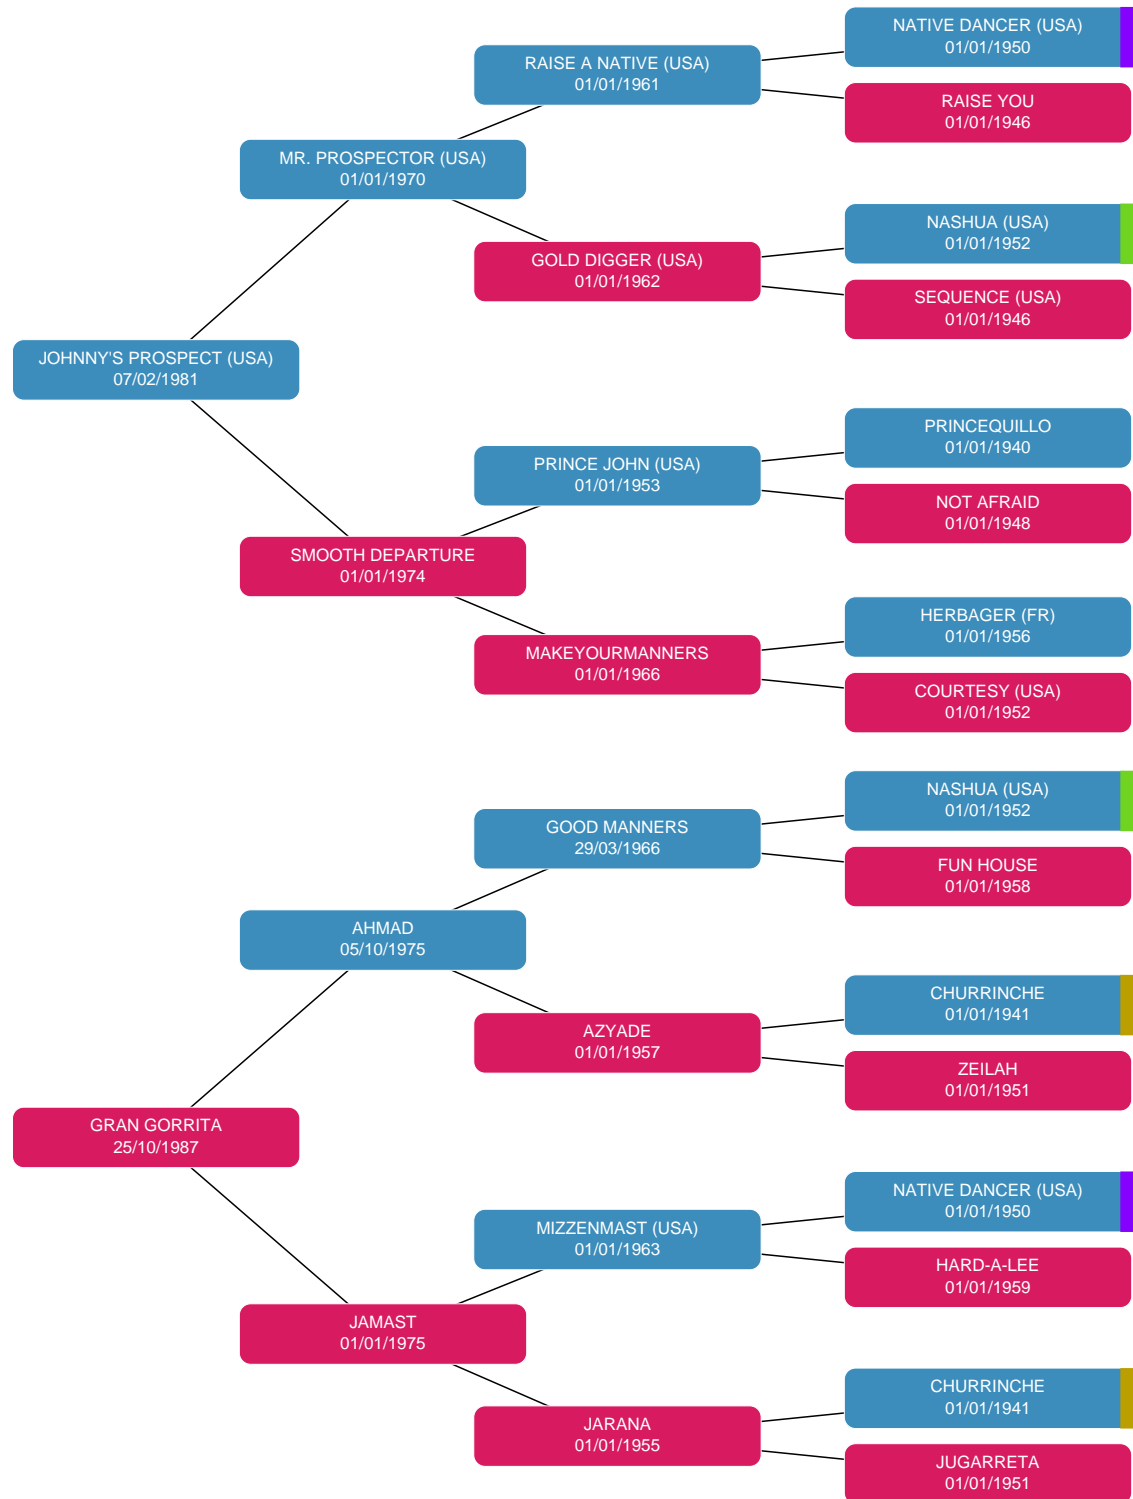 NATIVE DANCER (USA)
01/01/1950
RAISE A NATIVE (USA)
01/01/1961
RAISE YOU
01/01/1946
MR. PROSPECTOR (USA)
01/01/1970
NASHUA (USA)
01/01/1952
GOLD DIGGER (USA)
01/01/1962
SEQUENCE (USA)
01/01/1946
JOHNNY'S PROSPECT (USA)
07/02/1981
PRINCEQUILLO
01/01/1940
PRINCE JOHN (USA)
01/01/1953
NOT AFRAID
01/01/1948
SMOOTH DEPARTURE
01/01/1974
HERBAGER (FR)
01/01/1956
MAKEYOURMANNERS
01/01/1966
COURTESY (USA)
01/01/1952
NASHUA (USA)
01/01/1952
GOOD MANNERS
29/03/1966
FUN HOUSE
01/01/1958
AHMAD
05/10/1975
CHURRINCHE
01/01/1941
AZYADE
01/01/1957
ZEILAH
01/01/1951
GRAN GORRITA
25/10/1987
NATIVE DANCER (USA)
01/01/1950
MIZZENMAST (USA)
01/01/1963
HARD-A-LEE
01/01/1959
JAMAST
01/01/1975
CHURRINCHE
01/01/1941
JARANA
01/01/1955
JUGARRETA
01/01/1951